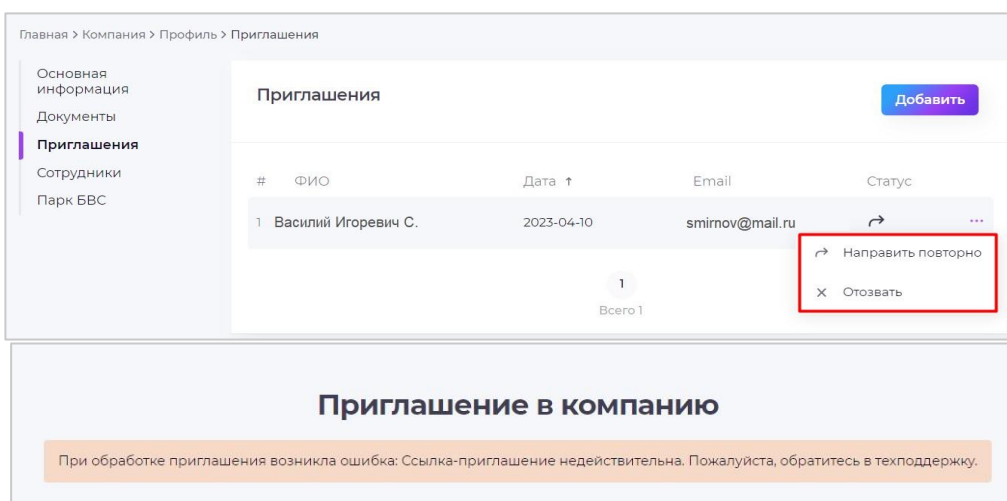 Главная > Компания > Профиль > Приглашения
Основная
информация
Документы
Приглашения
Сотрудники
Парк БВС
Приглашения
Добавить
# ФИО Дата ↑ Email Статус
1 Василий Игоревич С. 2023-04-10 smirnov@mail.ru ...
Направить повторно
Отозвать
1
Всего 1
Приглашение в компанию
При обработке приглашения возникла ошибка: Ссылка-приглашение недействительна. Пожалуйста, обратитесь в техподдержку.